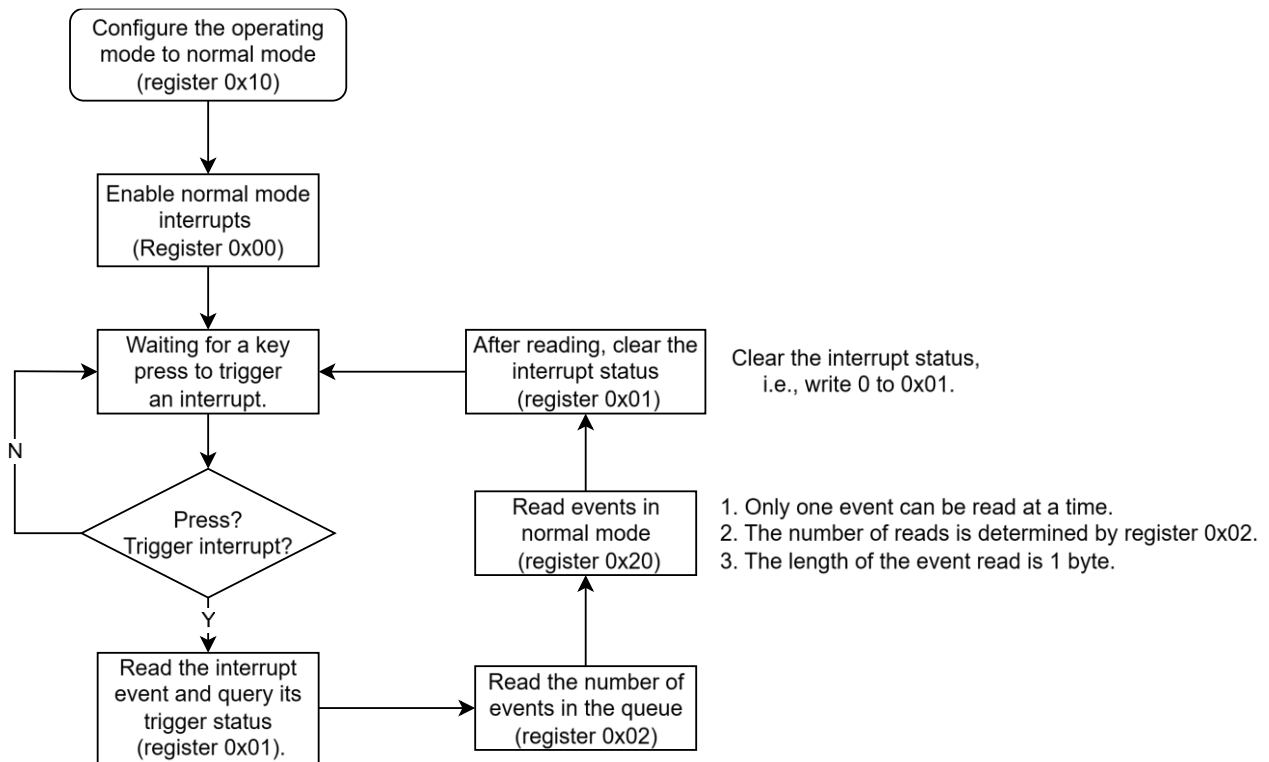 Configure the operating
mode to normal mode
(register 0x10)
Enable normal mode
interrupts
(Register 0x00)
Waiting for a key
press to trigger
an interrupt.
N
Press?
Trigger interrupt?
Y
Read the interrupt
event and query its
trigger status
(register 0x01).
Read the number of
events in the queue
(register 0x02)
Read events in
normal mode
(register 0x20)
1. Only one event can be read at a time.
2. The number of reads is determined by register 0x02.
3. The length of the event read is 1 byte.
After reading, clear the
interrupt status
(register 0x01)
Clear the interrupt status,
i.e., write 0 to 0x01.